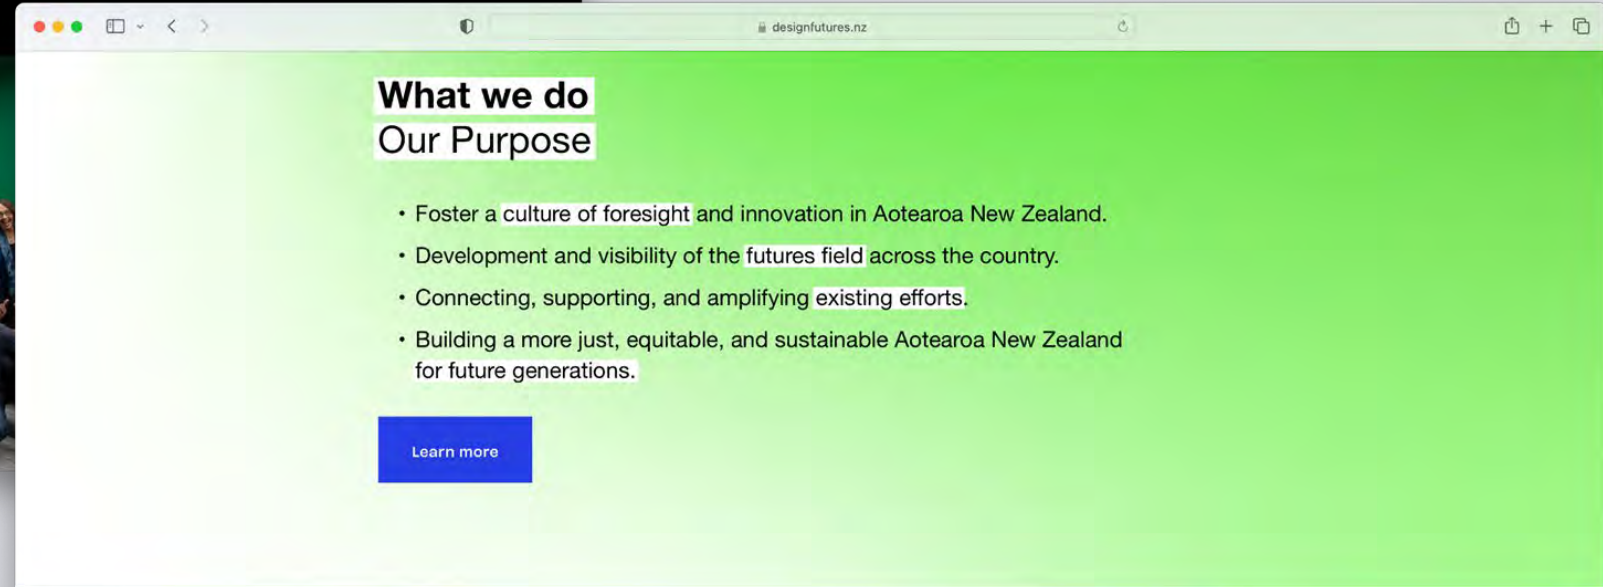 designfutures.nz
What we do
Our Purpose
• Foster a culture of foresight and innovation in Aotearoa New Zealand.
• Development and visibility of the futures field across the country.
• Connecting, supporting, and amplifying existing efforts.
• Building a more just, equitable, and sustainable Aotearoa New Zealand
for future generations.
Learn more